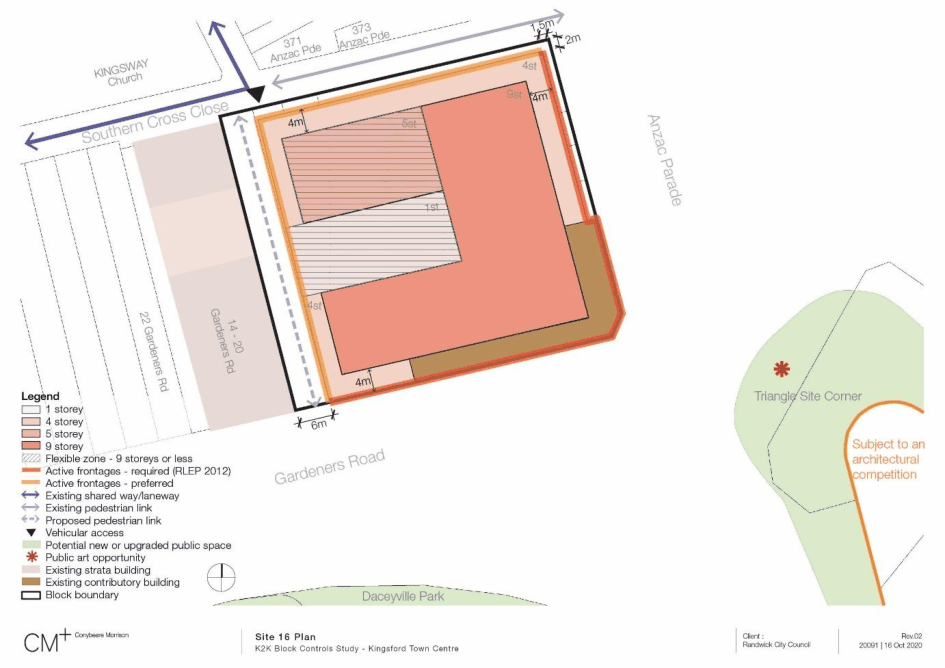 1.5m
2m
371
Anzac Pde
373
Anzac Pde
KINGSWAY
Church
Southern Cross Close
4st
9st
4m
4m
5st
1st
4st
4m
6m
Anzac Parade
22 Gardeners Rd
14 - 20
Gardeners Rd
Gardeners Road
Triangle Site Corner
Subject to an
architectural
competition
Legend
1 storey
4 storey
5 storey
9 storey
Flexible zone - 9 storeys or less
Active frontages - required (RLEP 2012)
Active frontages - preferred
Existing shared way/laneway
Existing pedestrian link
Proposed pedestrian link
Vehicular access
Potential new or upgraded public space
Public art opportunity
Existing strata building
Existing contributory building
Block boundary
Daceyville Park
CM+ Conybeare Morrison
Site 16 Plan
K2K Block Controls Study - Kingsford Town Centre
Client :
Randwick City Council
Rev.02
20091 | 16 Oct 2020